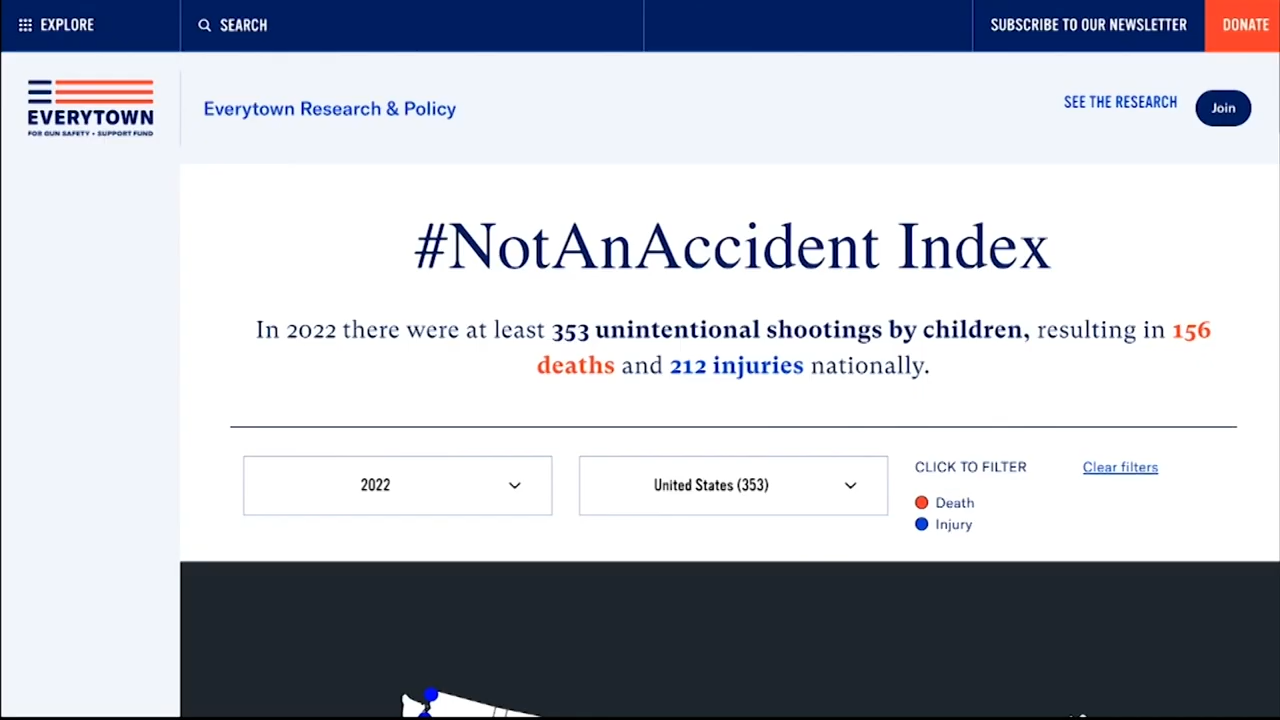 EXPLORE
SEARCH
SUBSCRIBE TO OUR NEWSLETTER
DONATE
EVERYTOWN
FOR GUN SAFETY • SUPPORT FUND
Everytown Research & Policy
SEE THE RESEARCH
Join
#NotAnAccident Index
In 2022 there were at least 353 unintentional shootings by children, resulting in 156
deaths and 212 injuries nationally.
2022
United States (353)
CLICK TO FILTER
Clear filters
Death
Injury